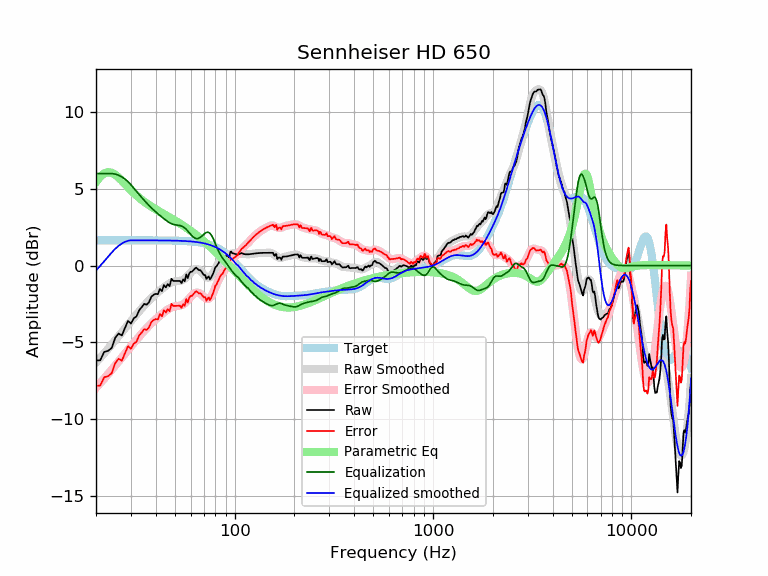 Sennheiser HD 650
Amplitude (dBr)
10
5
0
−5
−10
−15
Target
Raw Smoothed
Error Smoothed
Raw
Error
Parametric Eq
Equalization
Equalized smoothed
100
1000
10000
Frequency (Hz)